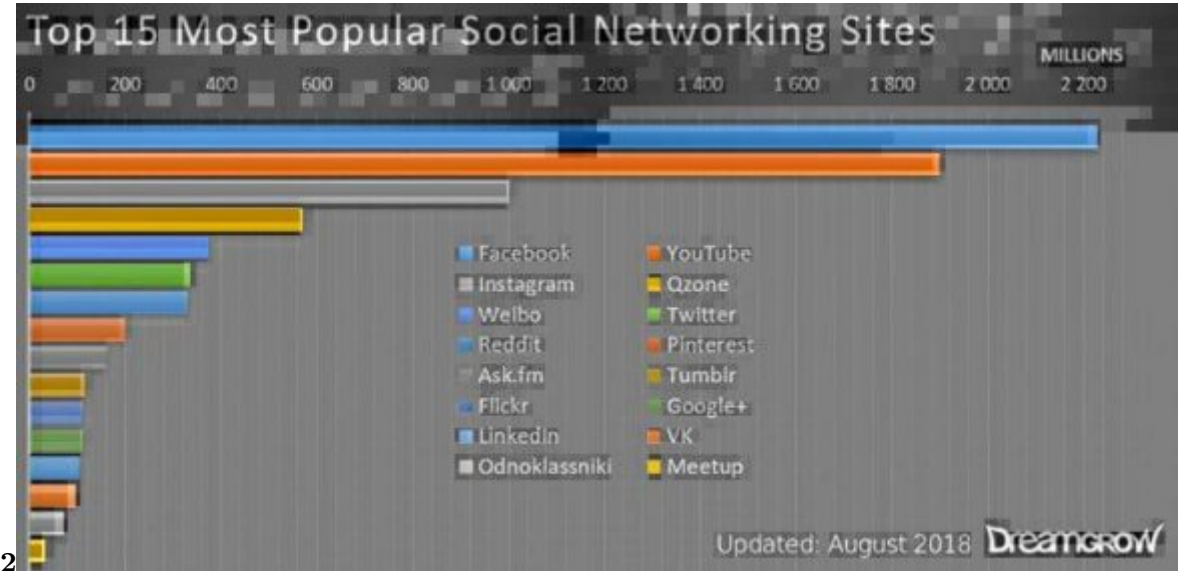 Top 15 Most Popular Social Networking Sites
MILLIONS
0 200 400 600 800 1 000 1 200 1 400 1 600 1 800 2 000 2 200
Facebook YouTube
Instagram Qzone
Weibo Twitter
Reddit Pinterest
Ask.fm Tumblr
Flickr Google+
LinkedIn VK
Odnoklassniki Meetup
Updated: August 2018 DREAMGROW
2